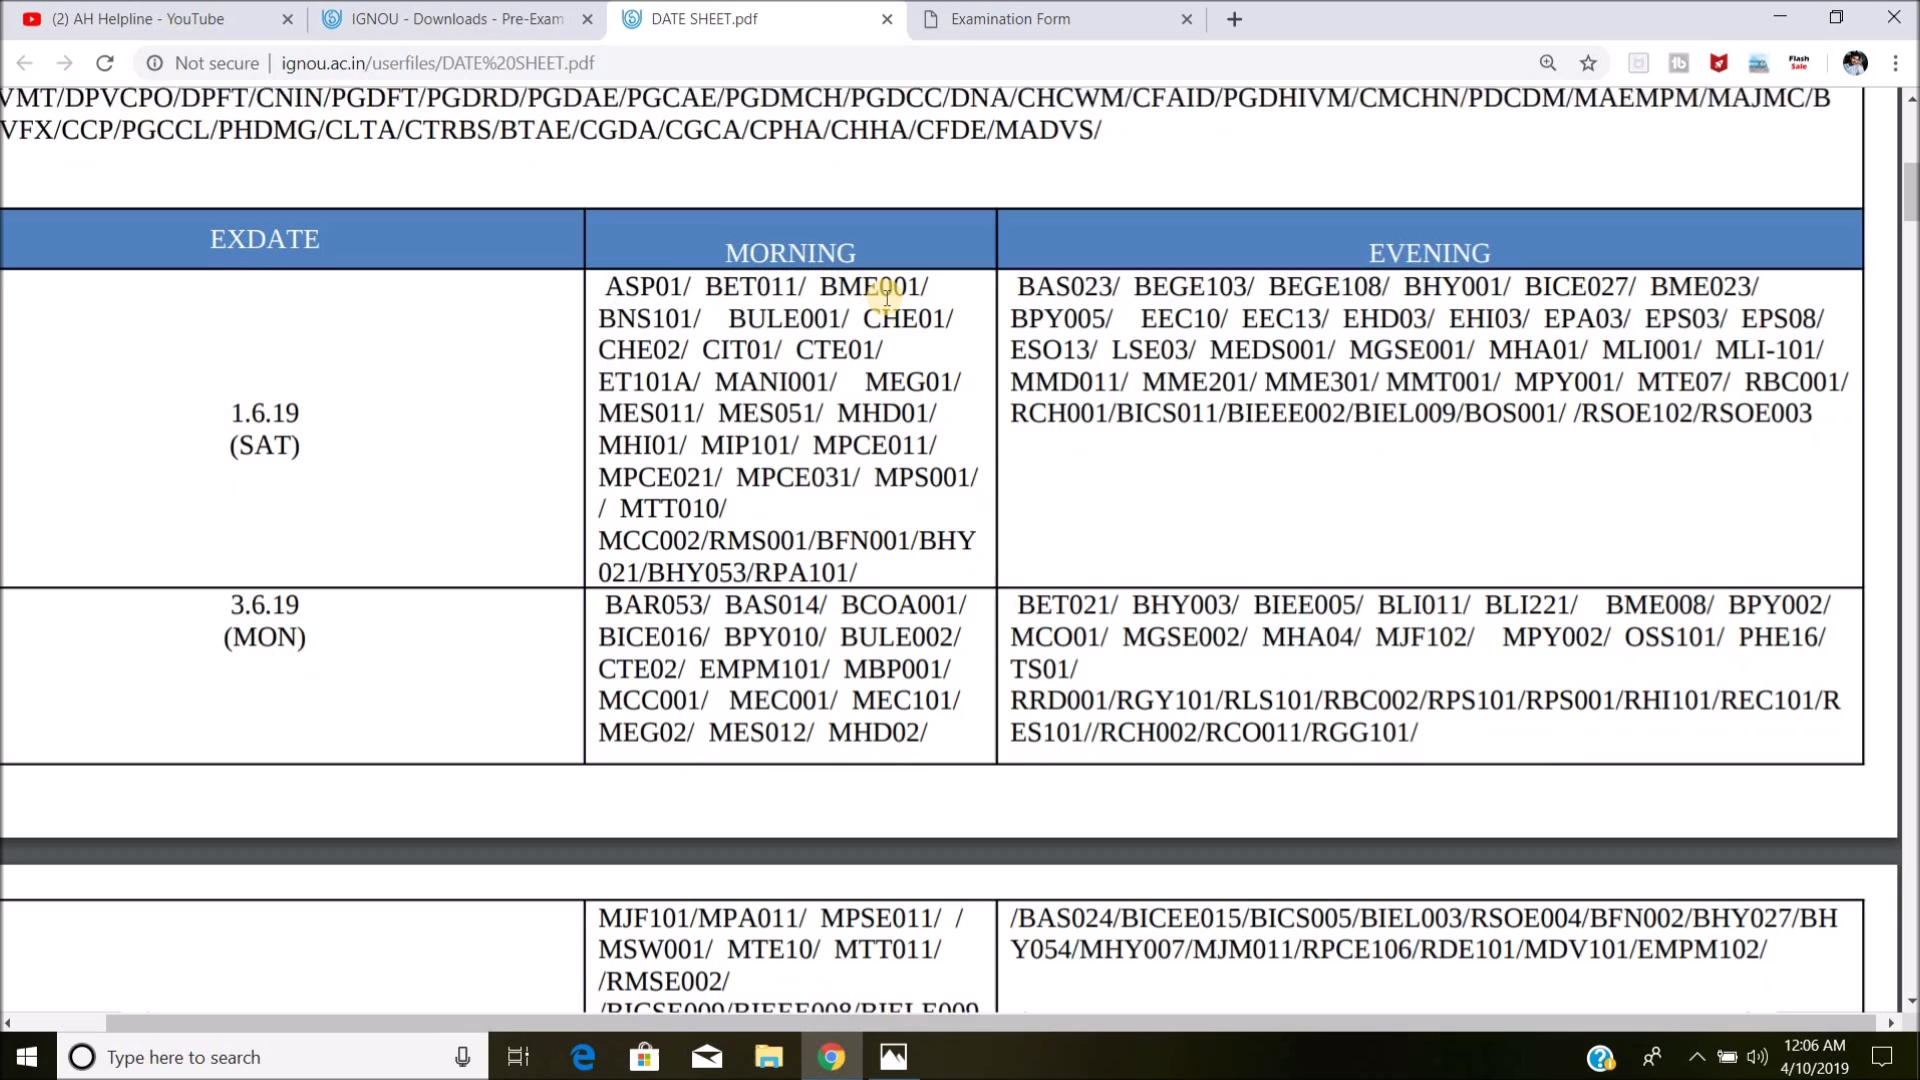 (2) AH Helpline - YouTube
IGNOU - Downloads - Pre-Exam
DATE SHEET.pdf
Examination Form
Not secure | ignou.ac.in/userfiles/DATE%20SHEET.pdf
Flash
Sale
VMT/DPVCPO/DPFT/CNIN/PGDFT/PGDRD/PGDAE/PGCAE/PGDMCH/PGDCC/DNA/CHCWM/CFAID/PGDHIVM/CMCHN/PDCDM/MAEMPM/MAJMC/B
VFX/CCP/PGCCL/PHDMG/CLTA/CTRBS/BTAE/CGDA/CGCA/CPHA/CHHA/CFDE/MADVS/
EXDATE
MORNING
EVENING
1.6.19
(SAT)
ASP01/ BET011/ BME001/
BNS101/ BULE001/ CHE01/
CHE02/ CIT01/ CTE01/
ET101A/ MANI001/ MEG01/
MES011/ MES051/ MHD01/
MHI01/ MIP101/ MPCE011/
MPCE021/ MPCE031/ MPS001/
/ MTT010/
MCC002/RMS001/BFN001/BHY
021/BHY053/RPA101/
BAS023/ BEGE103/ BEGE108/ BHY001/ BICE027/ BME023/
BPY005/ EEC10/ EEC13/ EHD03/ EHI03/ EPA03/ EPS03/ EPS08/
ESO13/ LSE03/ MEDS001/ MGSE001/ MHA01/ MLI001/ MLI-101/
MMD011/ MME201/ MME301/ MMT001/ MPY001/ MTE07/ RBC001/
RCH001/BICS011/BIEEE002/BIEL009/BOS001/ /RSOE102/RSOE003
3.6.19
(MON)
BAR053/ BAS014/ BCOA001/
BICE016/ BPY010/ BULE002/
CTE02/ EMPM101/ MBP001/
MCC001/ MEC001/ MEC101/
MEG02/ MES012/ MHD02/
BET021/ BHY003/ BIEE005/ BLI011/ BLI221/ BME008/ BPY002/
MCO01/ MGSE002/ MHA04/ MJF102/ MPY002/ OSS101/ PHE16/
TS01/
RRD001/RGY101/RLS101/RBC002/RPS101/RPS001/RHI101/REC101/R
ES101//RCH002/RCO011/RGG101/
MJF101/MPA011/ MPSE011/ /
MSW001/ MTE10/ MTT011/
/RMSE002/
/BICSE009/BIEEE008/BIELE009
/BAS024/BICEE015/BICS005/BIEL003/RSOE004/BFN002/BHY027/BH
Y054/MHY007/MJM011/RPCE106/RDE101/MDV101/EMPM102/
Type here to search
12:06 AM
4/10/2019